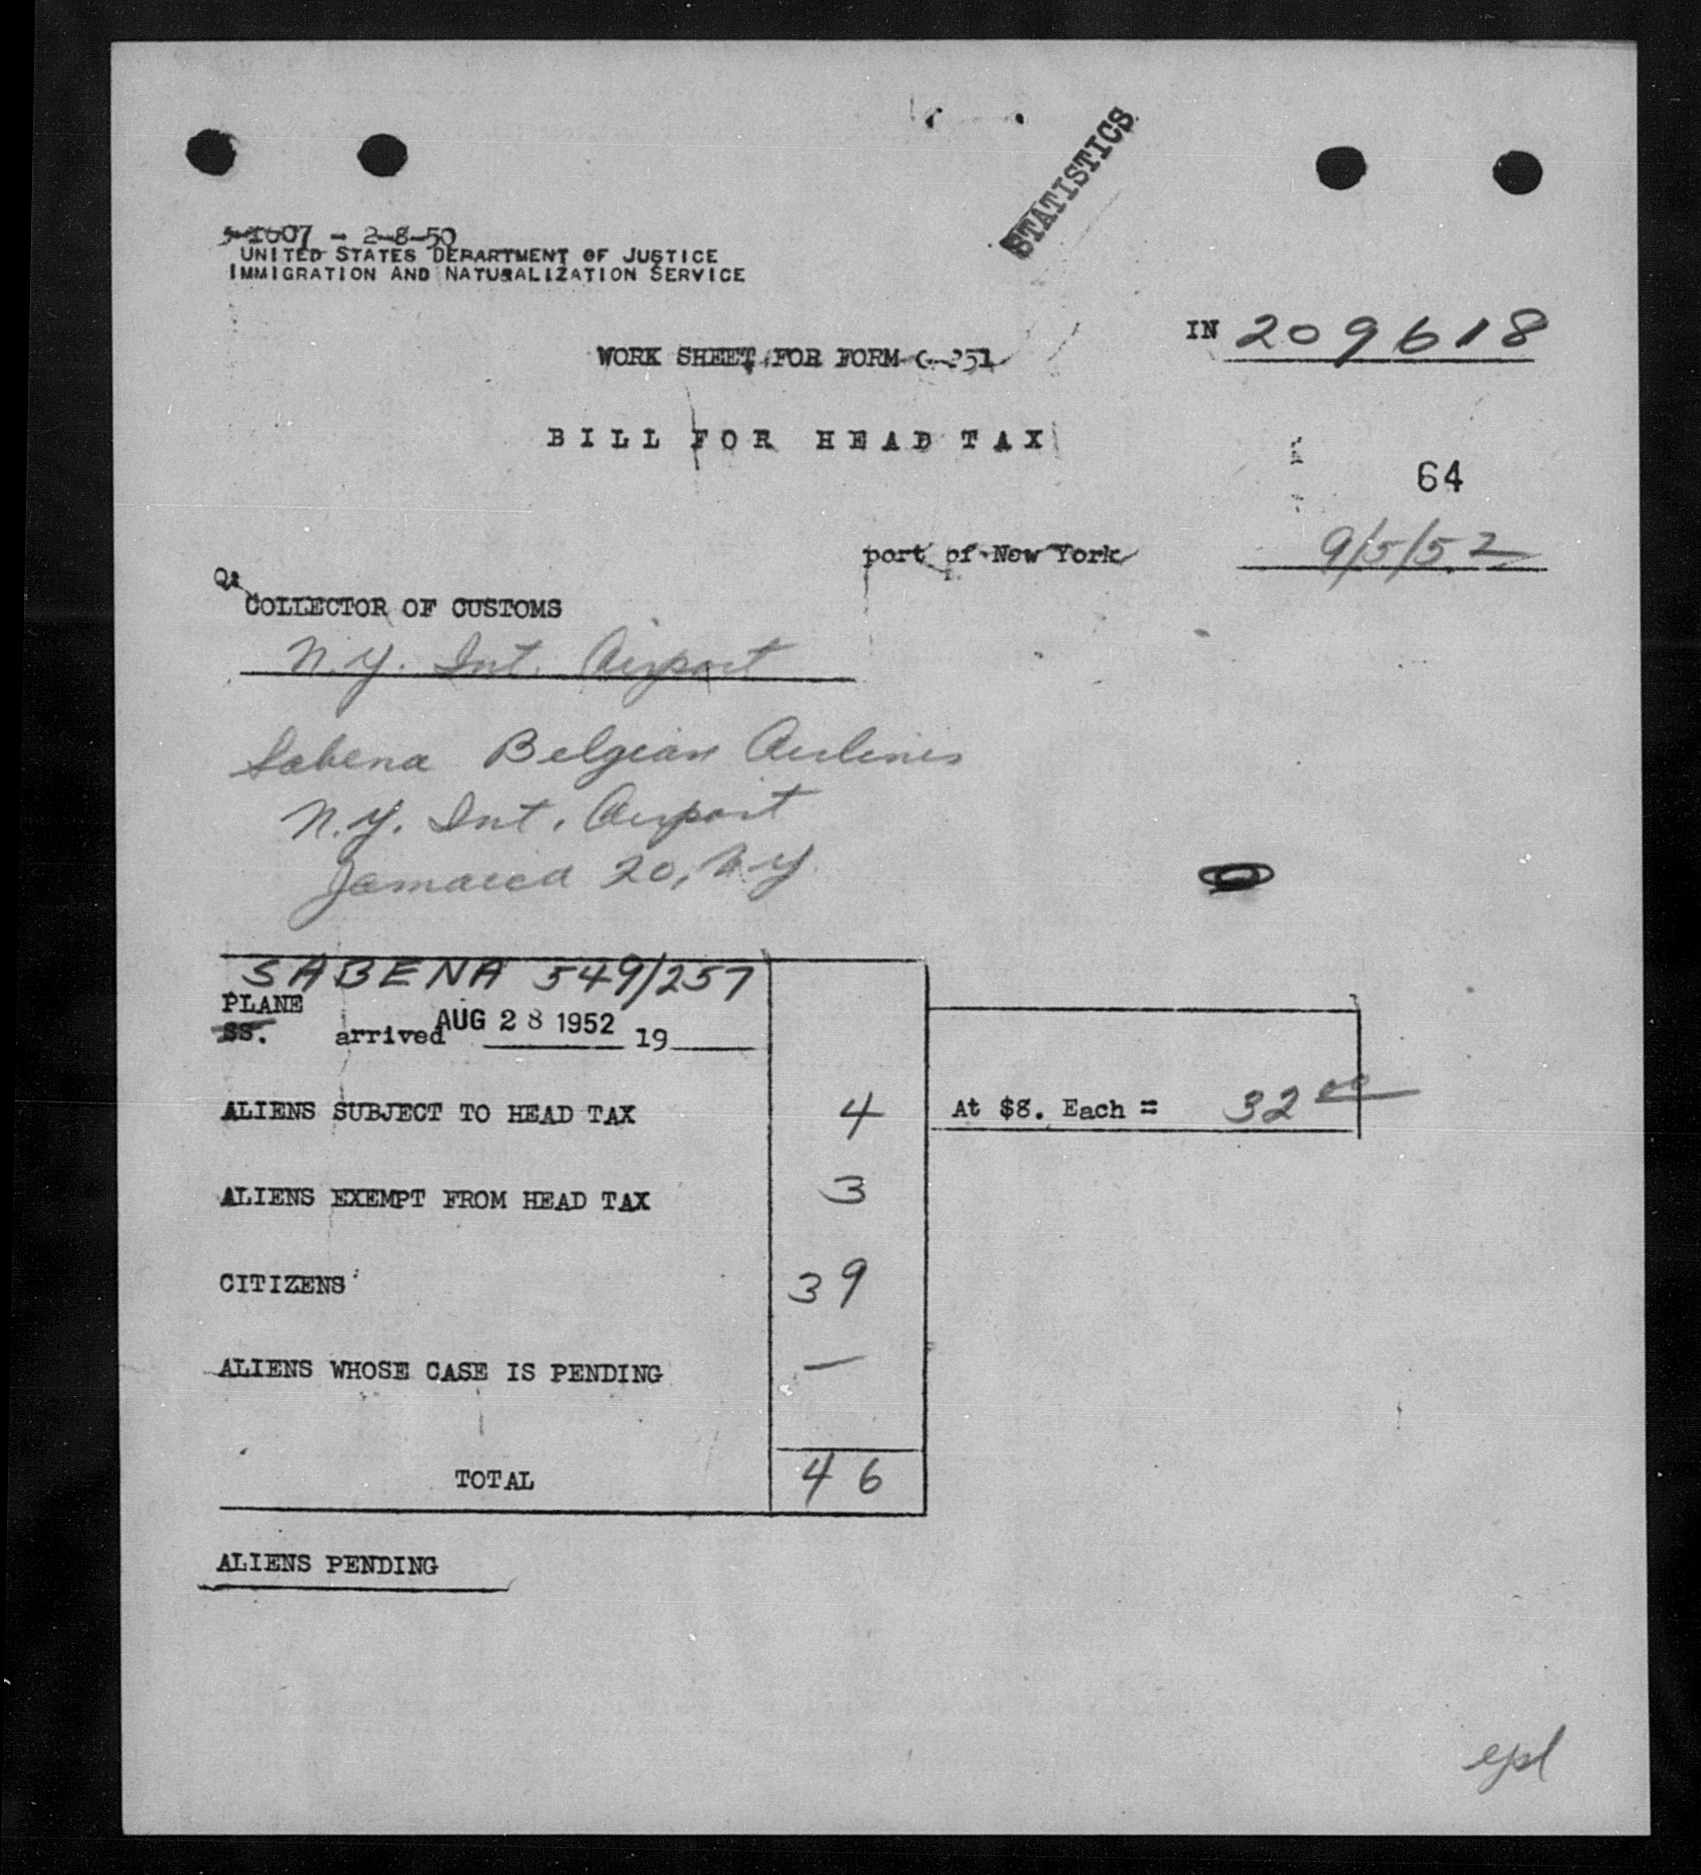 STATISTICS
2-8-50
UNITED STATES DEPARTMENT OF JUSTICE
IMMIGRATION AND NATURALIZATION SERVICE
IN 209618
WORK SHEET FOR FORM G-251
BILL FOR HEAD TAX
64
port of New York 9/5/52
COLLECTOR OF CUSTOMS
N.Y. Int. Airport
Sabena Belgian Airlines
N.Y. Int. Airport
Jamaica 20, N.Y.
SABENA 549/257
PLANE
SS. arrived AUG 28 1952 19
ALIENS SUBJECT TO HEAD TAX 4 At $8. Each = 32 00
ALIENS EXEMPT FROM HEAD TAX 3
CITIZENS 39
ALIENS WHOSE CASE IS PENDING —
TOTAL 46
ALIENS PENDING